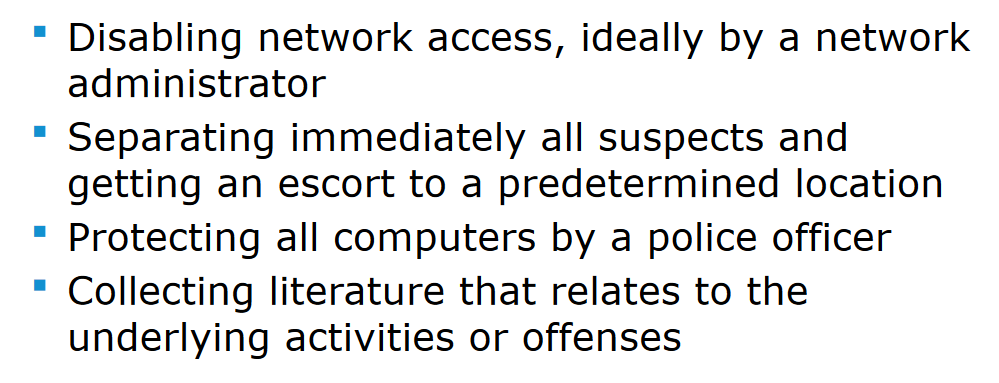 ▪ Disabling network access, ideally by a network
administrator
▪ Separating immediately all suspects and
getting an escort to a predetermined location
▪ Protecting all computers by a police officer
▪ Collecting literature that relates to the
underlying activities or offenses